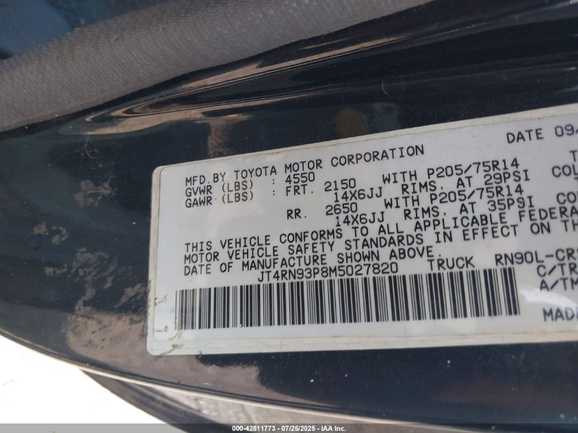 DATE 09
MFD.BY TOYOTA MOTOR CORPORATION
GVWR (LBS) : 4550
GAWR (LBS) : FRT. 2150 WITH P205/75R14
14X6JJ RIMS. AT 29PSI
RR. 2650 WITH P205/75R14
14X6JJ RIMS. AT 35PSI
THIS VEHICLE CONFORMS TO ALL APPLICABLE FEDERAL
MOTOR VEHICLE SAFETY STANDARDS IN EFFECT ON THE
DATE OF MANUFACTURE SHOWN ABOVE.
JT4RN93P8M5027820 TRUCK RN90L-CR
C/TR
A/TM
MADE
000-42811773 - 07/25/2025 - IAA Inc.